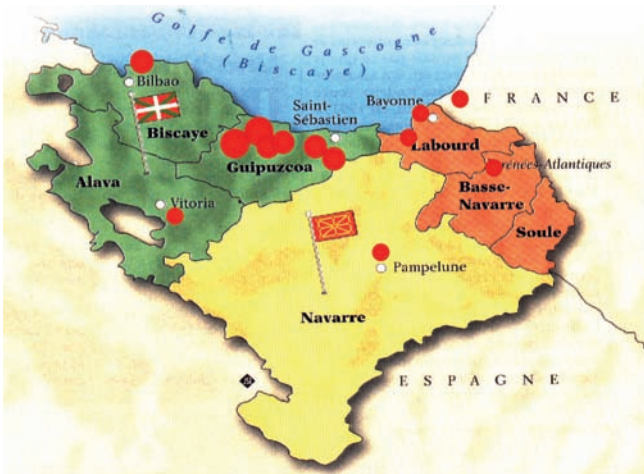 Golfe de Gascogne
(Biscaye)
Bilbao
Saint-
Sébastien
Bayonne
FRANCE
Biscaye
Guipuzcoa
Labourd
Pyrénées-Atlantiques
Alava
Vitoria
Basse-
Navarre
Soule
Pampelune
Navarre
ESPAGNE